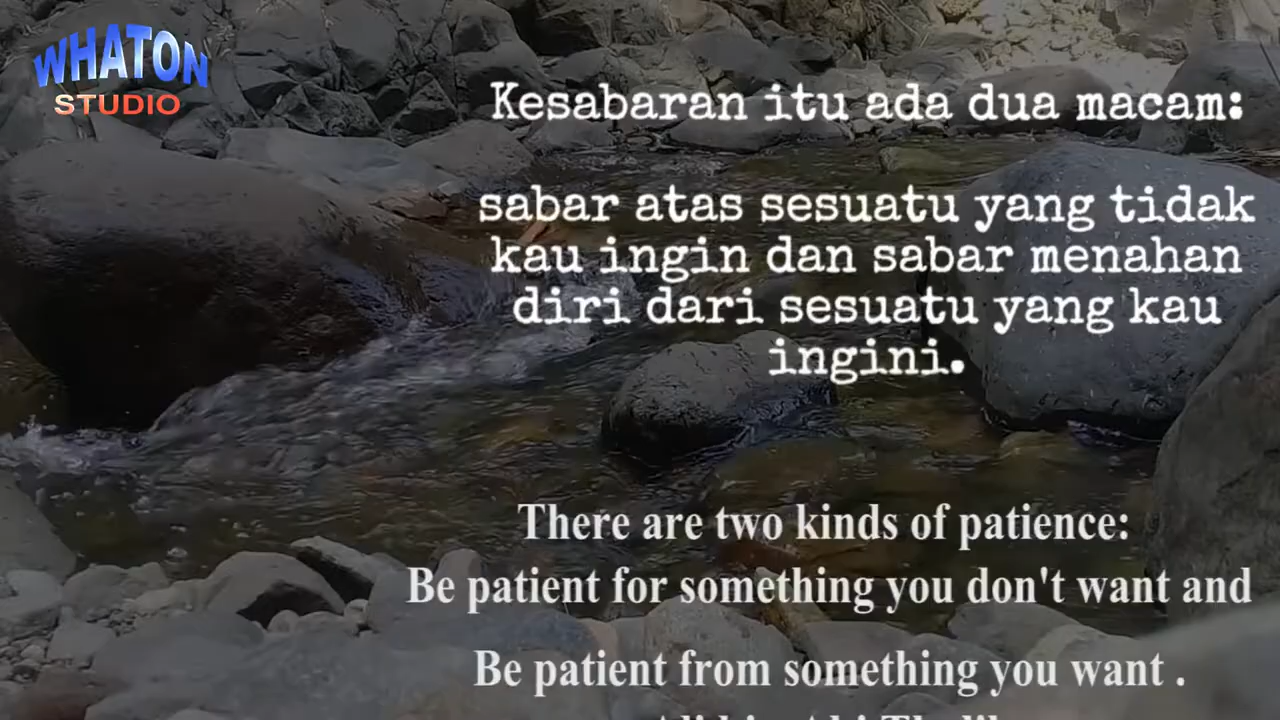 WHATON
STUDIO
Kesabaran itu ada dua macam:
sabar atas sesuatu yang tidak
kau ingin dan sabar menahan
diri dari sesuatu yang kau
ingini.
There are two kinds of patience:
Be patient for something you don't want and
Be patient from something you want .